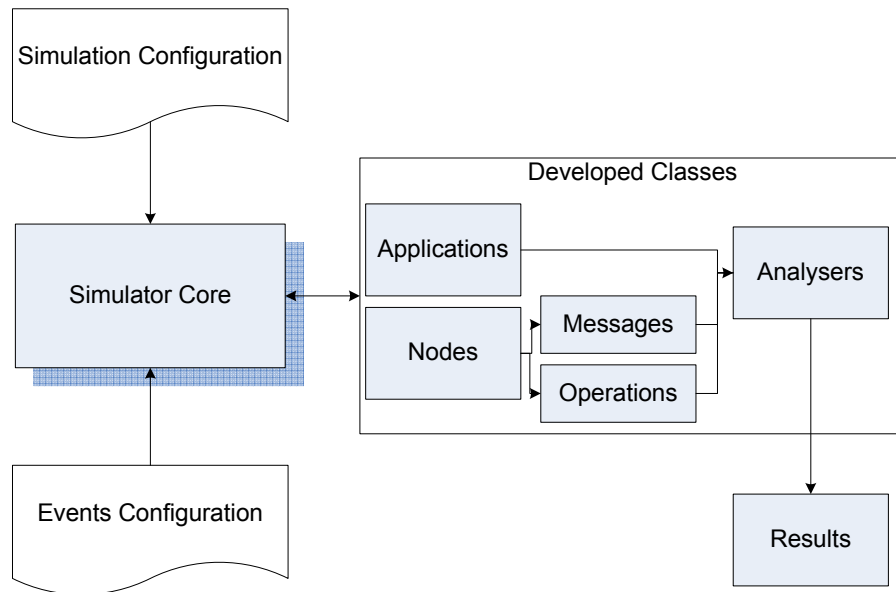 Simulation Configuration
Developed Classes
Applications
Analysers
Simulator Core
Messages
Nodes
Operations
Events Configuration
Results